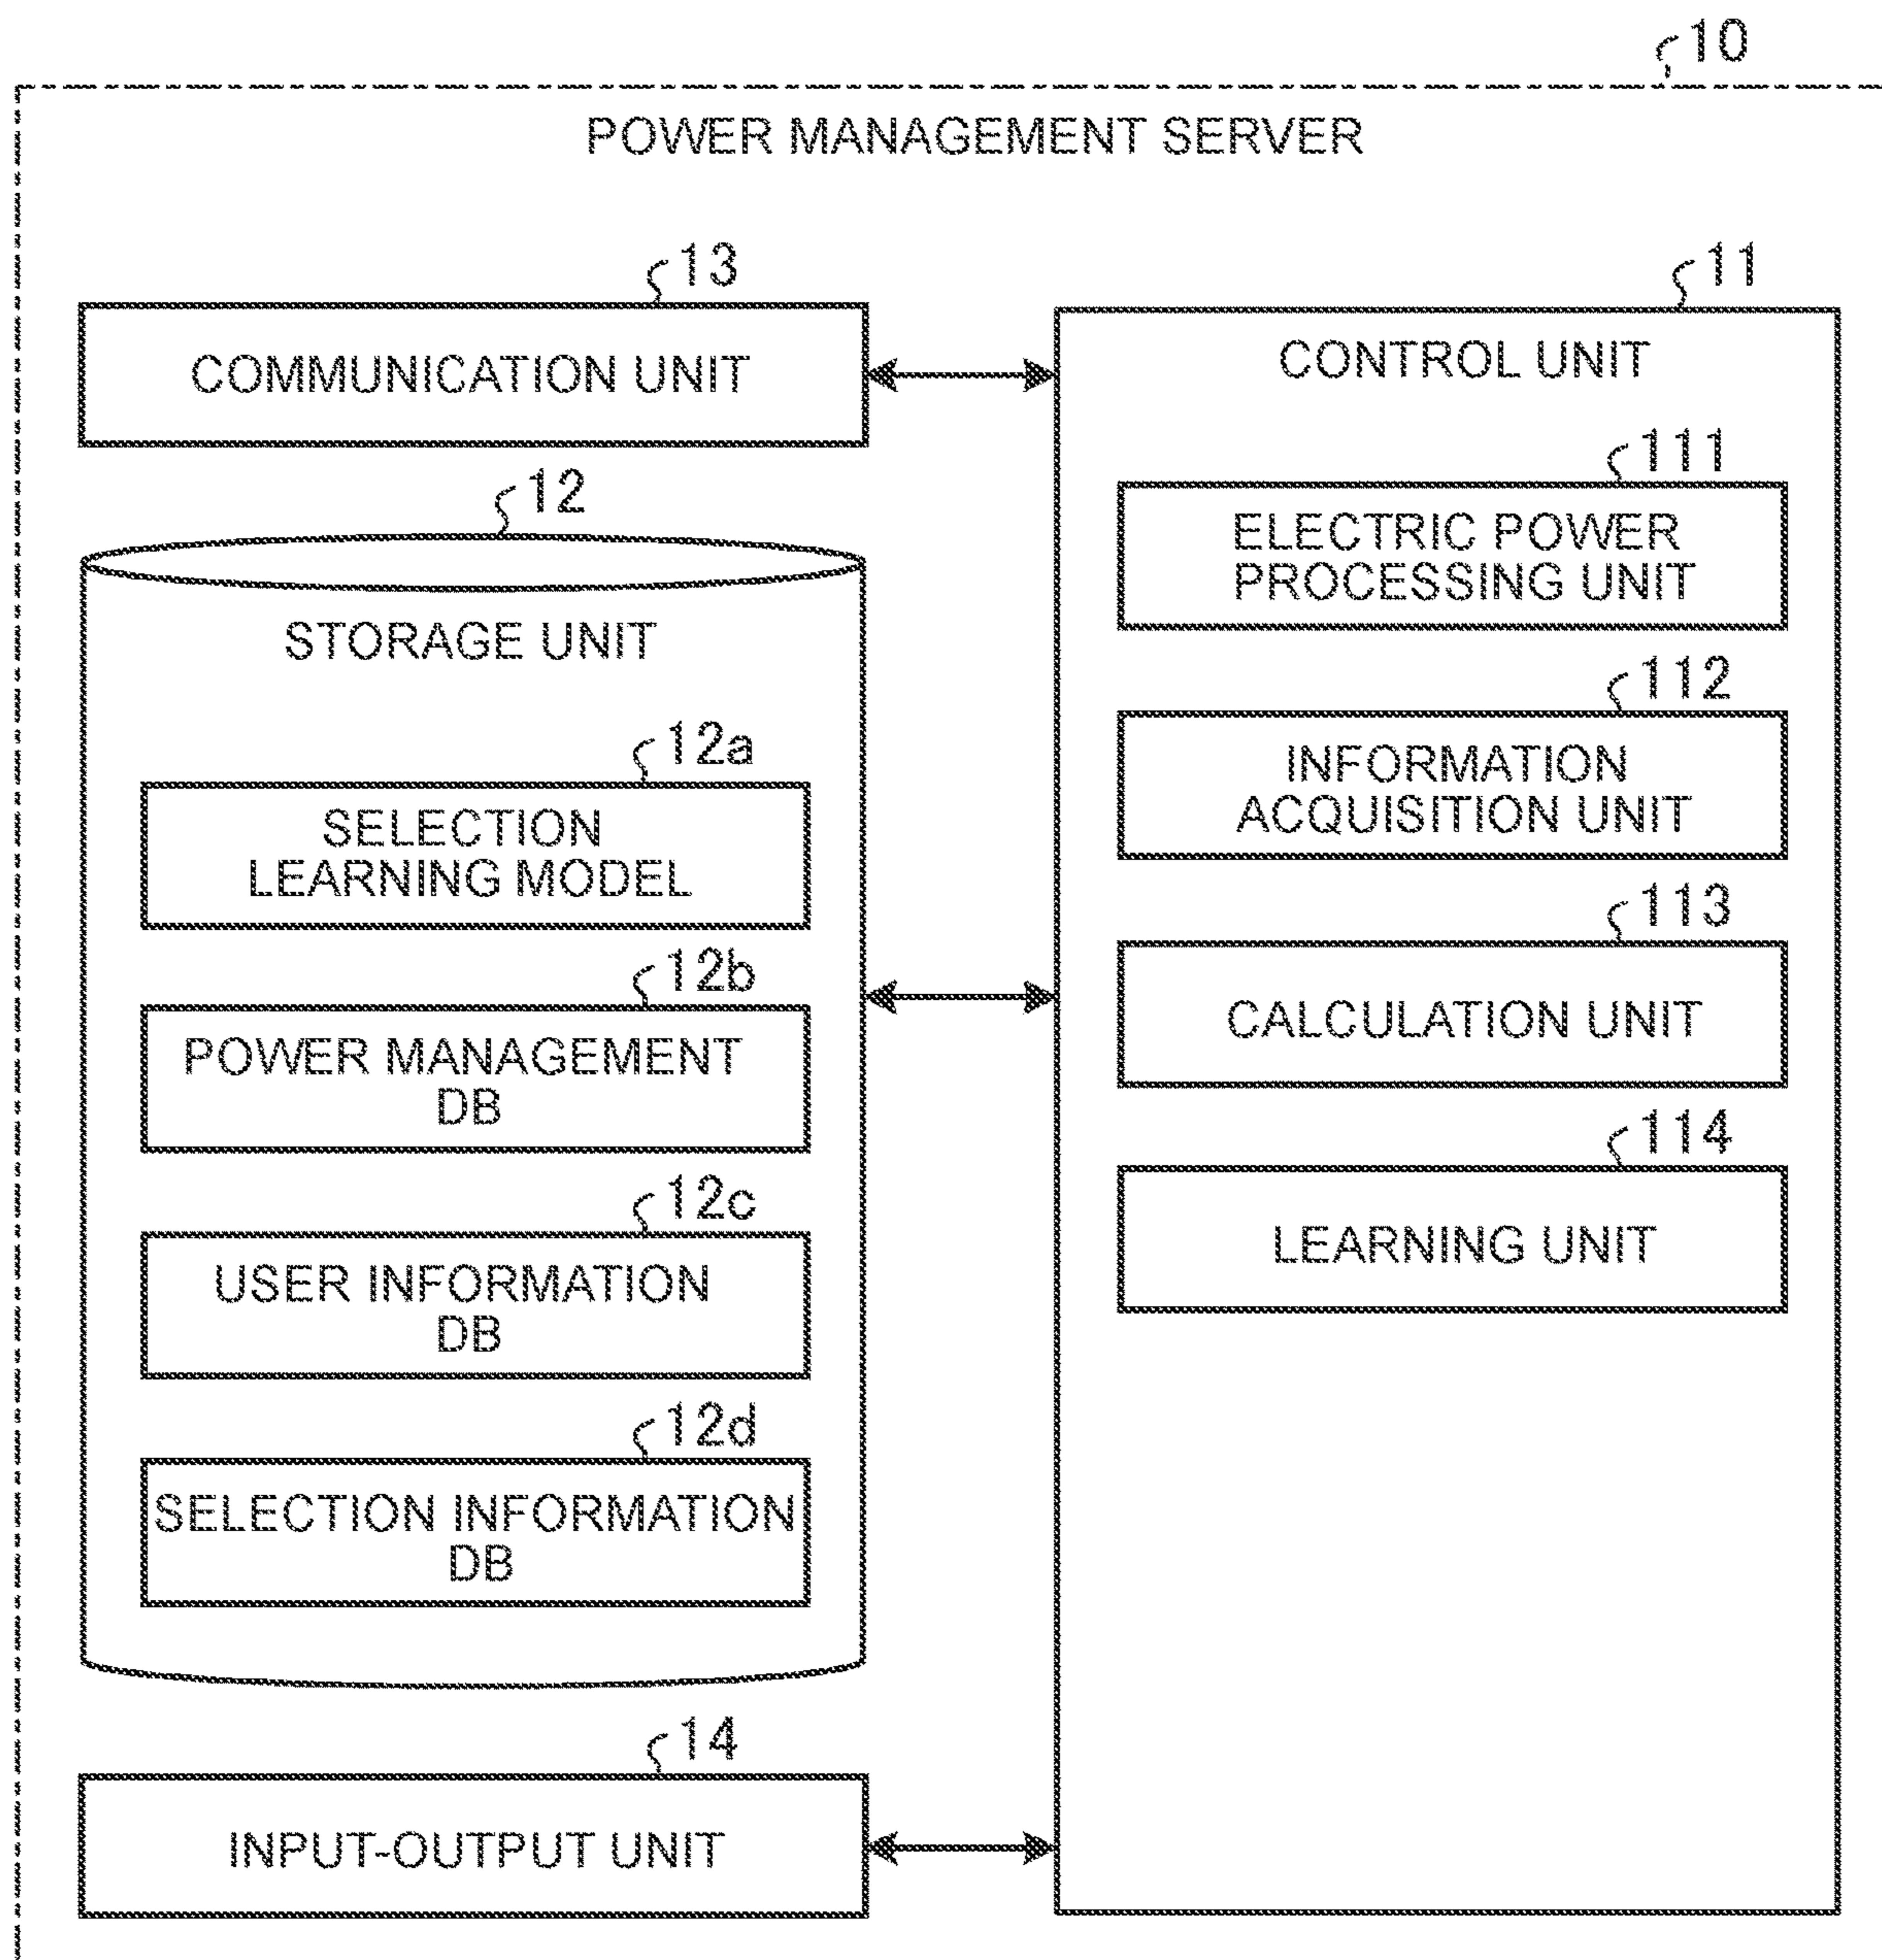 10
POWER MANAGEMENT SERVER
13
COMMUNICATION UNIT
12
STORAGE UNIT
12a
SELECTION
LEARNING MODEL
12b
POWER MANAGEMENT
DB
12c
USER INFORMATION
DB
12d
SELECTION INFORMATION
DB
14
INPUT-OUTPUT UNIT
11
CONTROL UNIT
111
ELECTRIC POWER
PROCESSING UNIT
112
INFORMATION
ACQUISITION UNIT
113
CALCULATION UNIT
114
LEARNING UNIT